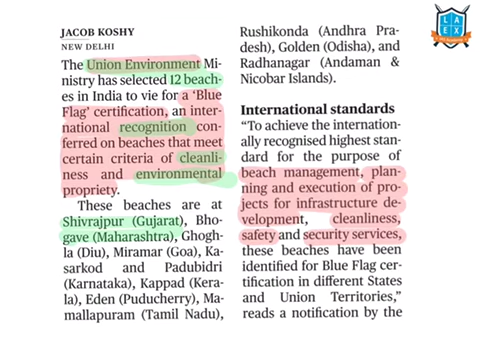 JACOB KOSHY
NEW DELHI
The Union Environment Mi-
nistry has selected 12 beach-
es in India to vie for a ‘Blue
Flag’ certification, an inter-
national recognition con-
ferred on beaches that meet
certain criteria of cleanli-
ness and environmental
propriety.
These beaches are at
Shivrajpur (Gujarat), Bho-
gave (Maharashtra), Ghogh-
la (Diu), Miramar (Goa), Ka-
sarkod and Padubidri
(Karnataka), Kappad (Kera-
la), Eden (Puducherry), Ma-
mallapuram (Tamil Nadu),
Rushikonda (Andhra Pra-
desh), Golden (Odisha), and
Radhanagar (Andaman &
Nicobar Islands).
International standards
“To achieve the internation-
ally recognised highest stan-
dard for the purpose of
beach management, plan-
ning and execution of pro-
jects for infrastructure de-
velopment, cleanliness,
safety and security services,
these beaches have been
identified for Blue Flag cer-
tification in different States
and Union Territories,”
reads a notification by the
LA
EX